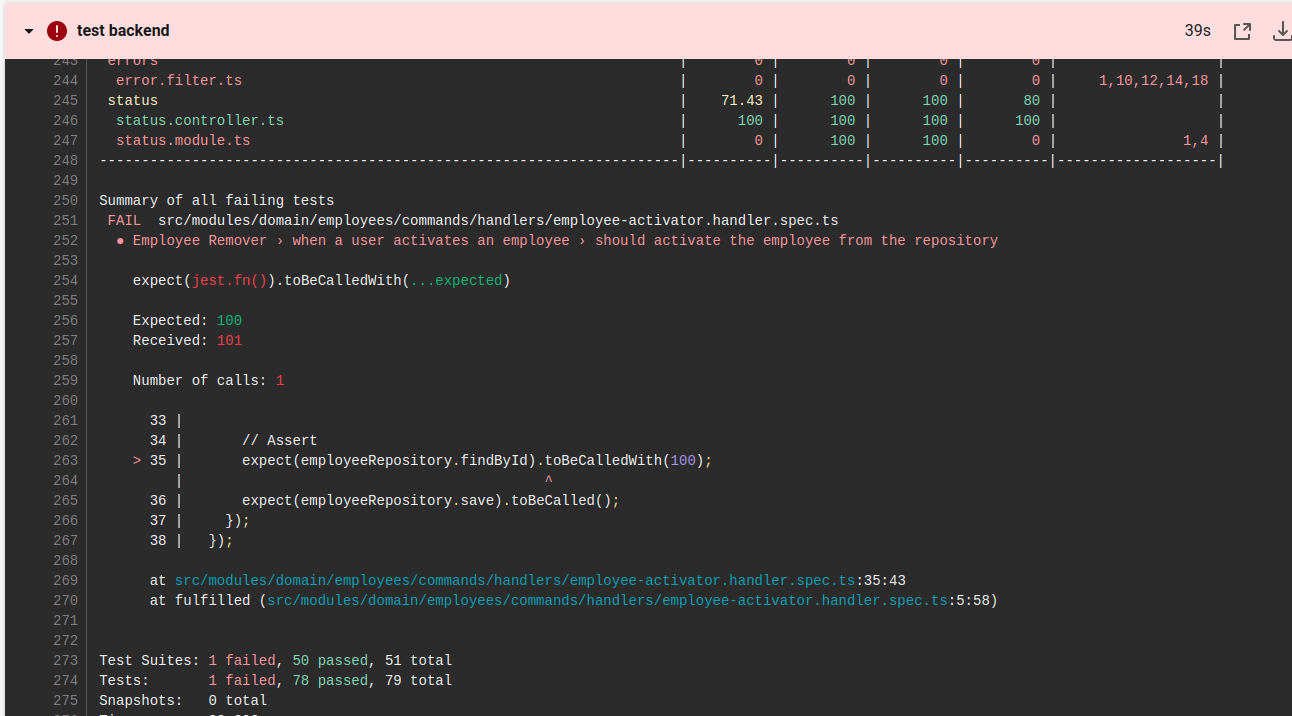 test backend 39s
243 errors | 0 | 0 | 0 | 0 | |
244 error.filter.ts | 0 | 0 | 0 | 0 | 1,10,12,14,18 |
245 status | 71.43 | 100 | 100 | 80 | |
246 status.controller.ts | 100 | 100 | 100 | 100 | |
247 status.module.ts | 0 | 100 | 100 | 0 | 1,4 |
248 ---------------------------------------------------------------------|----------|----------|----------|----------|-------------------|
249
250 Summary of all failing tests
251 FAIL src/modules/domain/employees/commands/handlers/employee-activator.handler.spec.ts
252 ● Employee Remover › when a user activates an employee › should activate the employee from the repository
253
254 expect(jest.fn()).toBeCalledWith(...expected)
255
256 Expected: 100
257 Received: 101
258
259 Number of calls: 1
260
261 33 |
262 34 | // Assert
263 > 35 | expect(employeeRepository.findById).toBeCalledWith(100);
264 | ^
265 36 | expect(employeeRepository.save).toBeCalled();
266 37 | });
267 38 | });
268
269 at src/modules/domain/employees/commands/handlers/employee-activator.handler.spec.ts:35:43
270 at fulfilled (src/modules/domain/employees/commands/handlers/employee-activator.handler.spec.ts:5:58)
271
272
273 Test Suites: 1 failed, 50 passed, 51 total
274 Tests: 1 failed, 78 passed, 79 total
275 Snapshots: 0 total